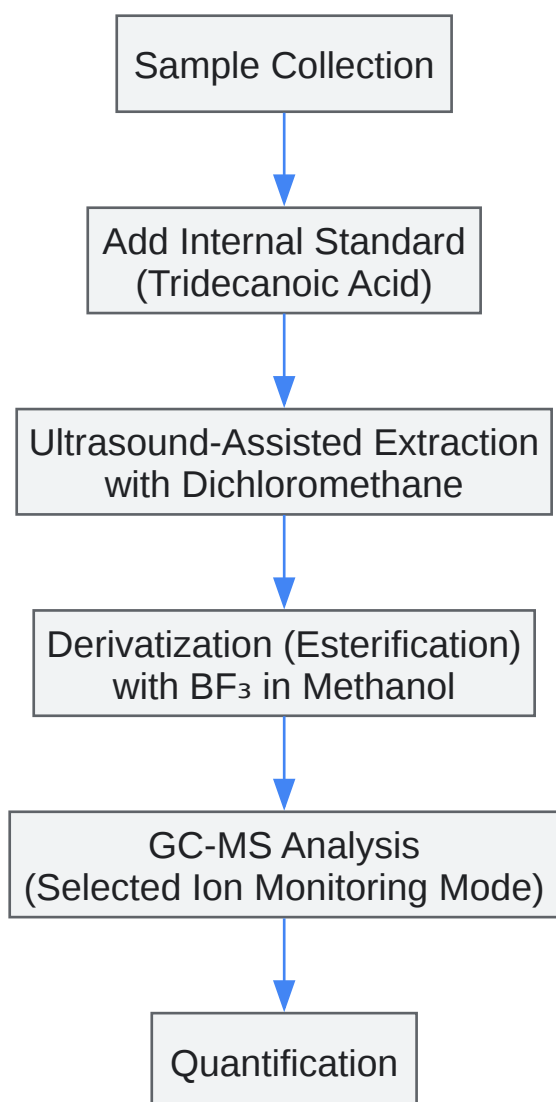 Sample Collection
Add Internal Standard
(Tridecanoic Acid)
Ultrasound-Assisted Extraction
with Dichloromethane
Derivatization (Esterification)
with BF₃ in Methanol
GC-MS Analysis
(Selected Ion Monitoring Mode)
Quantification